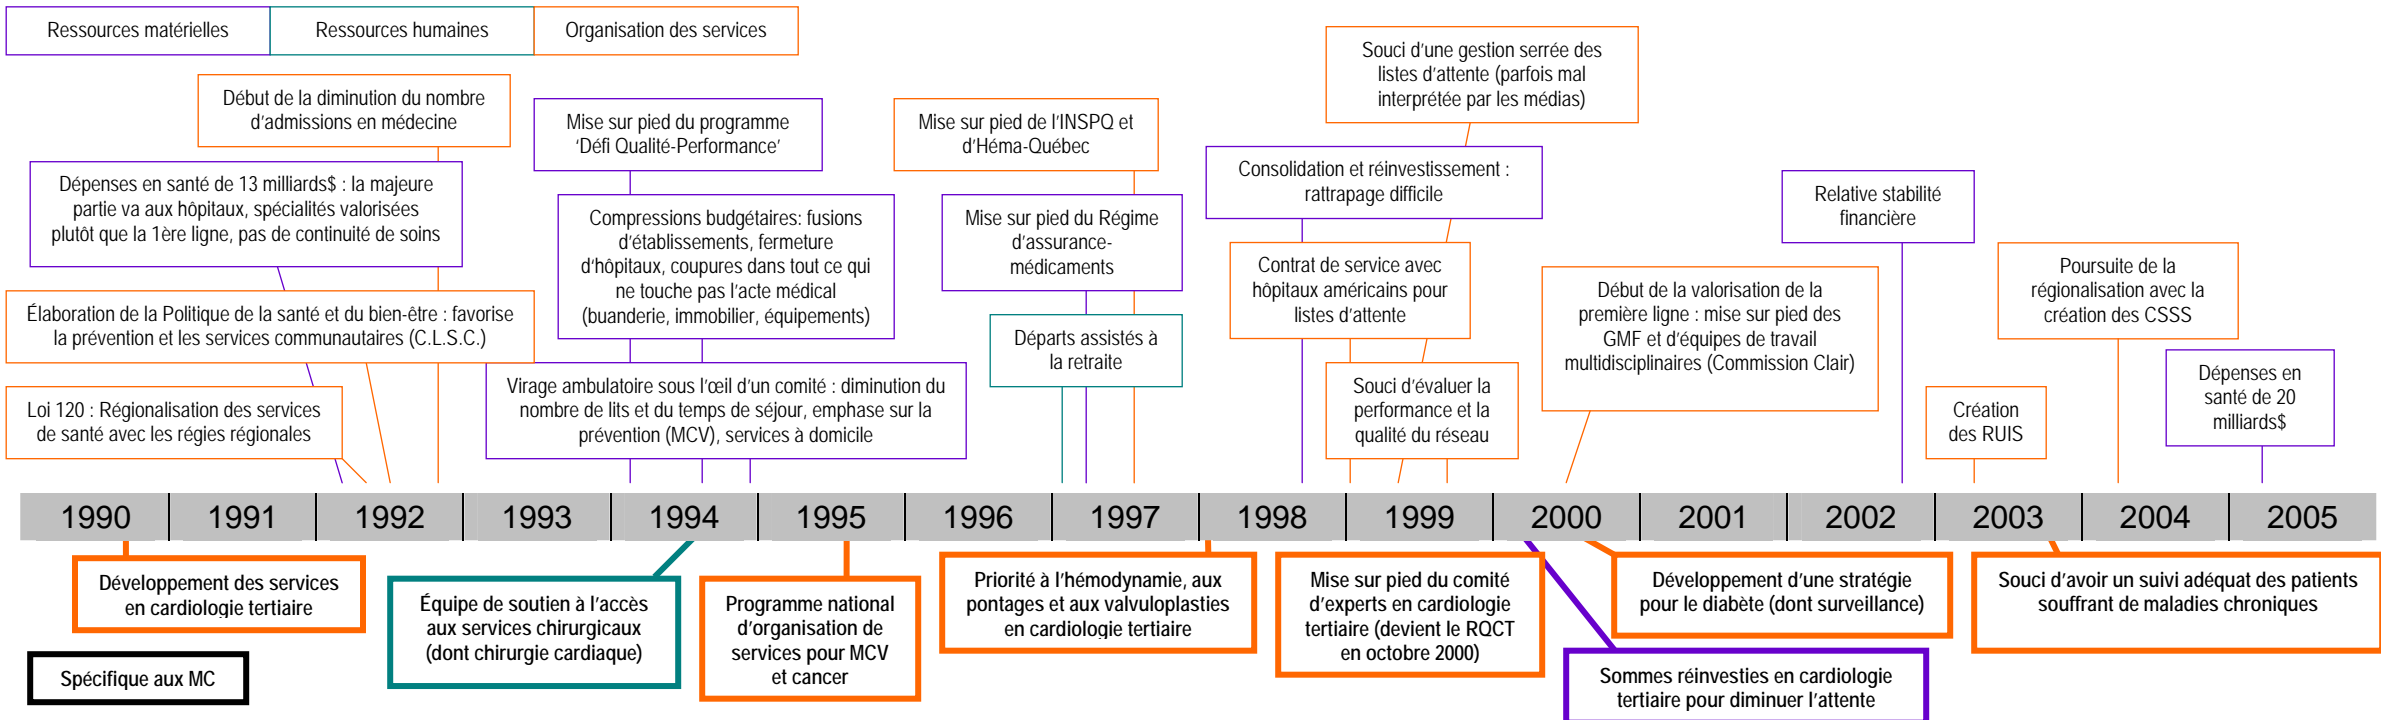 Ressources matérielles
Ressources humaines
Organisation des services
Début de la diminution du nombre
d’admissions en médecine
Dépenses en santé de 13 milliards$ : la majeure
partie va aux hôpitaux, spécialités valorisées
plutôt que la 1ère ligne, pas de continuité de soins
Élaboration de la Politique de la santé et du bien-être : favorise
la prévention et les services communautaires (C.L.S.C.)
Loi 120 : Régionalisation des services
de santé avec les régies régionales
Mise sur pied du programme
‘Défi Qualité-Performance’
Compressions budgétaires: fusions
d’établissements, fermeture
d’hôpitaux, coupures dans tout ce qui
ne touche pas l’acte médical
(buanderie, immobilier, équipements)
Virage ambulatoire sous l’œil d’un comité : diminution du
nombre de lits et du temps de séjour, emphase sur la
prévention (MCV), services à domicile
Mise sur pied de l’INSPQ et
d’Héma-Québec
Mise sur pied du Régime
d’assurance-
médicaments
Départs assistés à
la retraite
Souci d’une gestion serrée des
listes d’attente (parfois mal
interprétée par les médias)
Consolidation et réinvestissement :
rattrapage difficile
Contrat de service avec
hôpitaux américains pour
listes d’attente
Souci d’évaluer la
performance et la
qualité du réseau
Début de la valorisation de la
première ligne : mise sur pied des
GMF et d’équipes de travail
multidisciplinaires (Commission Clair)
Relative stabilité
financière
Création
des RUIS
Poursuite de la
régionalisation avec la
création des CSSS
Dépenses en
santé de 20
milliards$
1990 1991 1992 1993 1994 1995 1996 1997 1998 1999 2000 2001 2002 2003 2004 2005
Développement des services
en cardiologie tertiaire
Équipe de soutien à l’accès
aux services chirurgicaux
(dont chirurgie cardiaque)
Programme national
d’organisation de
services pour MCV
et cancer
Priorité à l’hémodynamie, aux
pontages et aux valvuloplasties
en cardiologie tertiaire
Mise sur pied du comité
d’experts en cardiologie
tertiaire (devient le RQCT
en octobre 2000)
Développement d’une stratégie
pour le diabète (dont surveillance)
Sommes réinvesties en cardiologie
tertiaire pour diminuer l’attente
Souci d’avoir un suivi adéquat des patients
souffrant de maladies chroniques
Spécifique aux MC